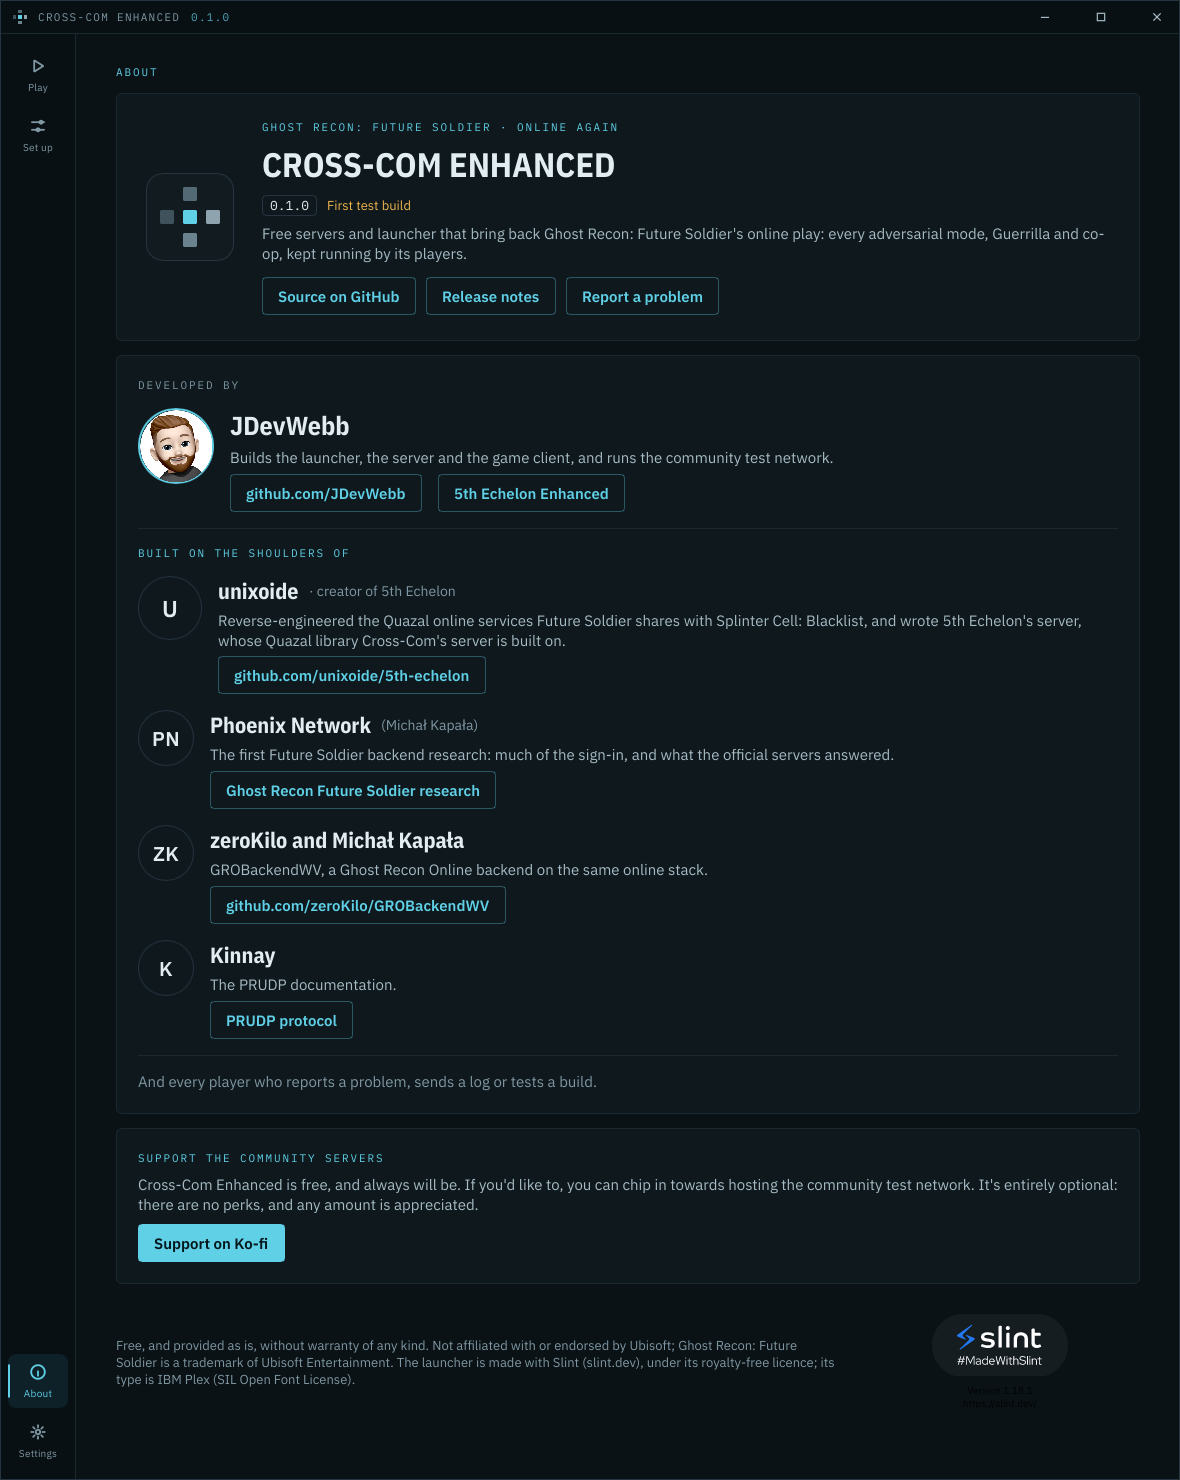 CROSS-COM ENHANCED 0.1.0
Play
Set up
ABOUT
GHOST RECON: FUTURE SOLDIER · ONLINE AGAIN
CROSS-COM ENHANCED
0.1.0 First test build
Free servers and launcher that bring back Ghost Recon: Future Soldier's online play: every adversarial mode, Guerrilla and co-
op, kept running by its players.
Source on GitHub Release notes Report a problem
DEVELOPED BY
JDevWebb
Builds the launcher, the server and the game client, and runs the community test network.
github.com/JDevWebb 5th Echelon Enhanced
BUILT ON THE SHOULDERS OF
U
unixoide · creator of 5th Echelon
Reverse-engineered the Quazal online services Future Soldier shares with Splinter Cell: Blacklist, and wrote 5th Echelon's server,
whose Quazal library Cross-Com's server is built on.
github.com/unixoide/5th-echelon
PN
Phoenix Network (Michał Kapała)
The first Future Soldier backend research: much of the sign-in, and what the official servers answered.
Ghost Recon Future Soldier research
ZK
zeroKilo and Michał Kapała
GROBackendWV, a Ghost Recon Online backend on the same online stack.
github.com/zeroKilo/GROBackendWV
K
Kinnay
The PRUDP documentation.
PRUDP protocol
And every player who reports a problem, sends a log or tests a build.
SUPPORT THE COMMUNITY SERVERS
Cross-Com Enhanced is free, and always will be. If you'd like to, you can chip in towards hosting the community test network. It's entirely optional:
there are no perks, and any amount is appreciated.
Support on Ko-fi
Free, and provided as is, without warranty of any kind. Not affiliated with or endorsed by Ubisoft; Ghost Recon: Future
Soldier is a trademark of Ubisoft Entertainment. The launcher is made with Slint (slint.dev), under its royalty-free licence; its
type is IBM Plex (SIL Open Font License).
slint
#MadeWithSlint
Version 1.18.1
https://slint.dev/
About
Settings